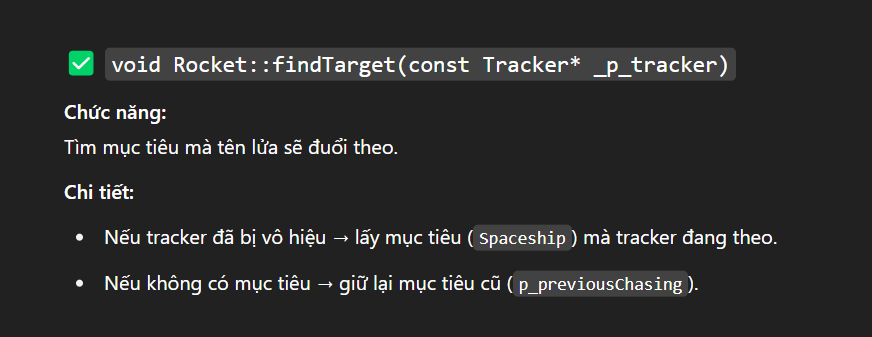 ✅ void Rocket::findTarget(const Tracker* _p_tracker)
Chức năng:
Tìm mục tiêu mà tên lửa sẽ đuổi theo.
Chi tiết:
• Nếu tracker đã bị vô hiệu → lấy mục tiêu (Spaceship) mà tracker đang theo.
• Nếu không có mục tiêu → giữ lại mục tiêu cũ (p_previousChasing).